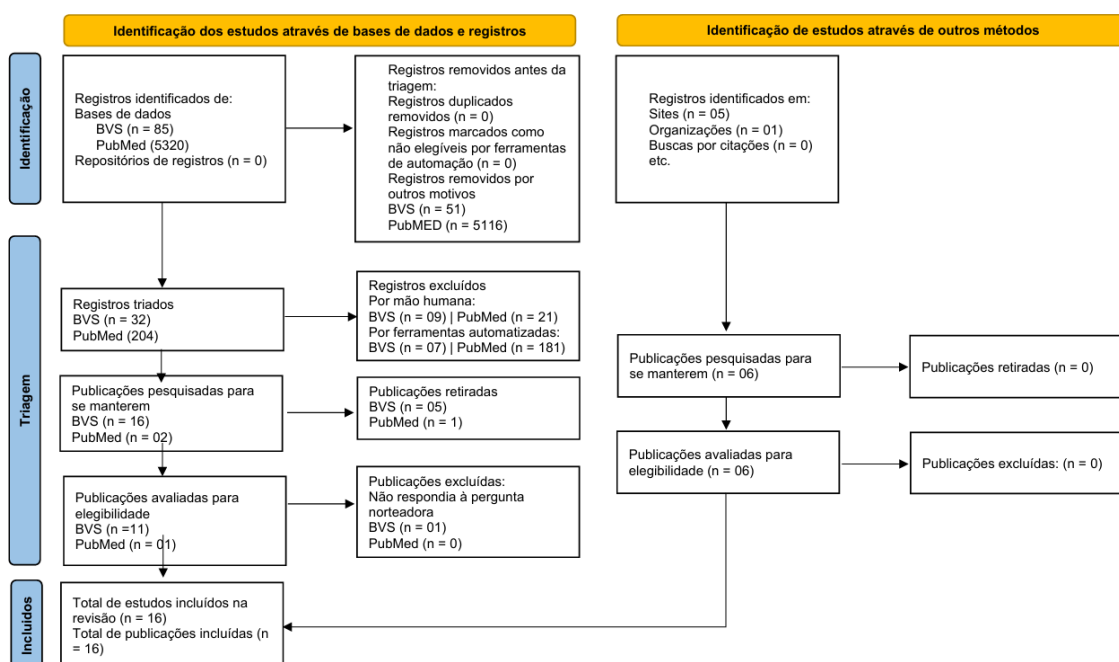 Identificação dos estudos através de bases de dados e registros
Identificação de estudos através de outros métodos
Identificação
Registros identificados de:
Bases de dados
BVS (n = 85)
PubMed (5320)
Repositórios de registros (n = 0)
Registros removidos antes da
triagem:
Registros duplicados
removidos (n = 0)
Registros marcados como
não elegíveis por ferramentas
de automação (n = 0)
Registros removidos por
outros motivos
BVS (n = 51)
PubMED (n = 5116)
Registros identificados em:
Sites (n = 05)
Organizações (n = 01)
Buscas por citações (n = 0)
etc.
Triagem
Registros triados
BVS (n = 32)
PubMed (204)
Registros excluídos
Por mão humana:
BVS (n = 09) | PubMed (n = 21)
Por ferramentas automatizadas:
BVS (n = 07) | PubMed (n = 181)
Publicações pesquisadas para
se manterem
BVS (n = 16)
PubMed (n = 02)
Publicações retiradas
BVS (n = 05)
PubMed (n = 1)
Publicações pesquisadas para
se manterem (n = 06)
Publicações retiradas (n = 0)
Publicações avaliadas para
elegibilidade
BVS (n =11)
PubMed (n = 01)
Publicações excluídas:
Não respondia à pergunta
norteadora
BVS (n = 01)
PubMed (n = 0)
Publicações avaliadas para
elegibilidade (n = 06)
Publicações excluídas: (n = 0)
Incluidos
Total de estudos incluídos na
revisão (n = 16)
Total de publicações incluídas (n
= 16)